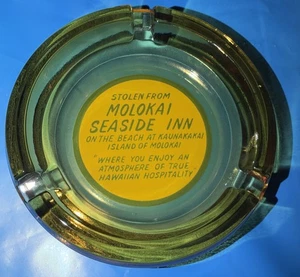 STOLEN FROM
MOLOKAI
SEASIDE INN
ON THE BEACH AT KAUNAKAKAI
ISLAND OF MOLOKAI
"WHERE YOU ENJOY AN
ATMOSPHERE OF TRUE
HAWAIIAN HOSPITALITY